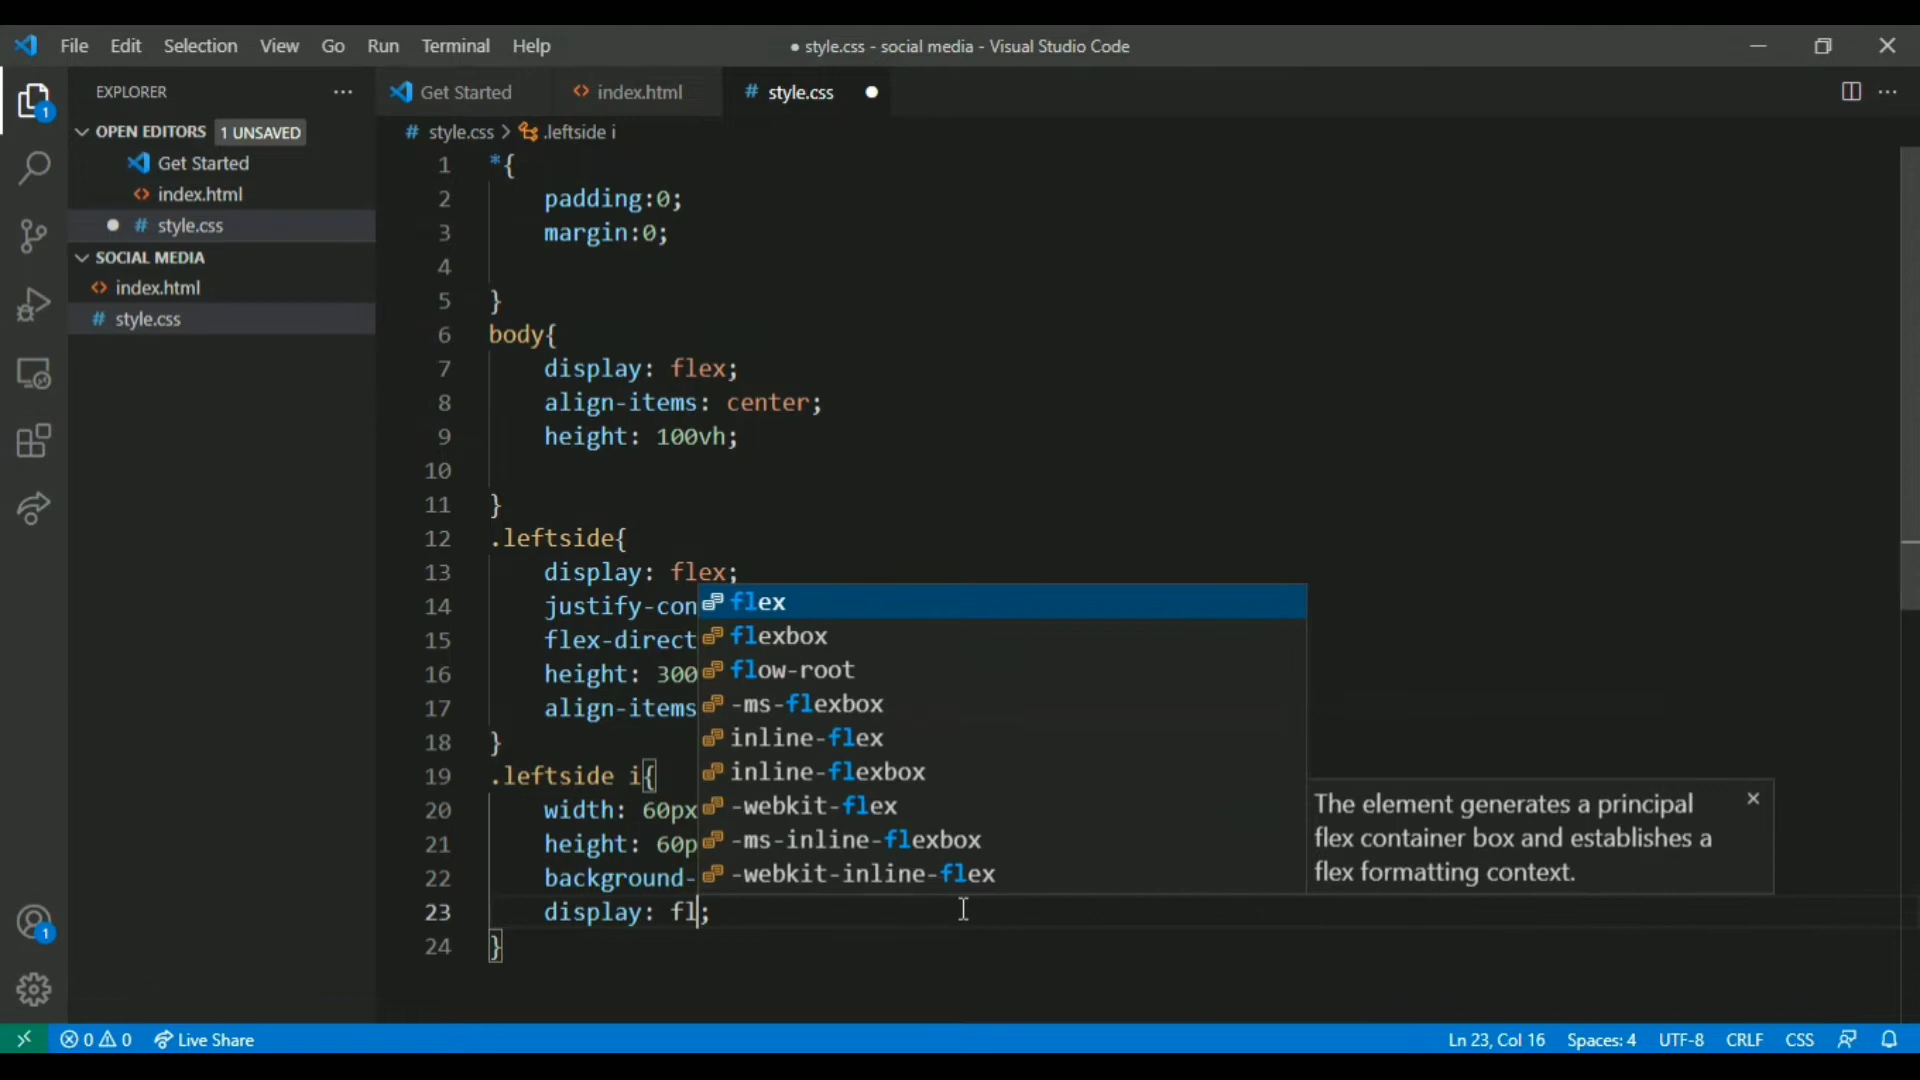 File Edit Selection View Go Run Terminal Help
● style.css - social media - Visual Studio Code
EXPLORER ···
Get Started
index.html
# style.css
OPEN EDITORS 1 UNSAVED
Get Started
index.html
# style.css
SOCIAL MEDIA
index.html
# style.css
1
1
# style.css > .leftside i
1 *{
2 padding:0;
3 margin:0;
4
5 }
6 body{
7 display: flex;
8 align-items: center;
9 height: 100vh;
10
11 }
12 .leftside{
13 display: flex;
14 justify-con
15 flex-direct
16 height: 300
17 align-items
18 }
19 .leftside i{
20 width: 60px
21 height: 60p
22 background-
23 display: fl;
24 }
flex
flexbox
flow-root
-ms-flexbox
inline-flex
inline-flexbox
-webkit-flex
-ms-inline-flexbox
-webkit-inline-flex
The element generates a principal
flex container box and establishes a
flex formatting context.
0 0 Live Share
Ln 23, Col 16 Spaces: 4 UTF-8 CRLF CSS